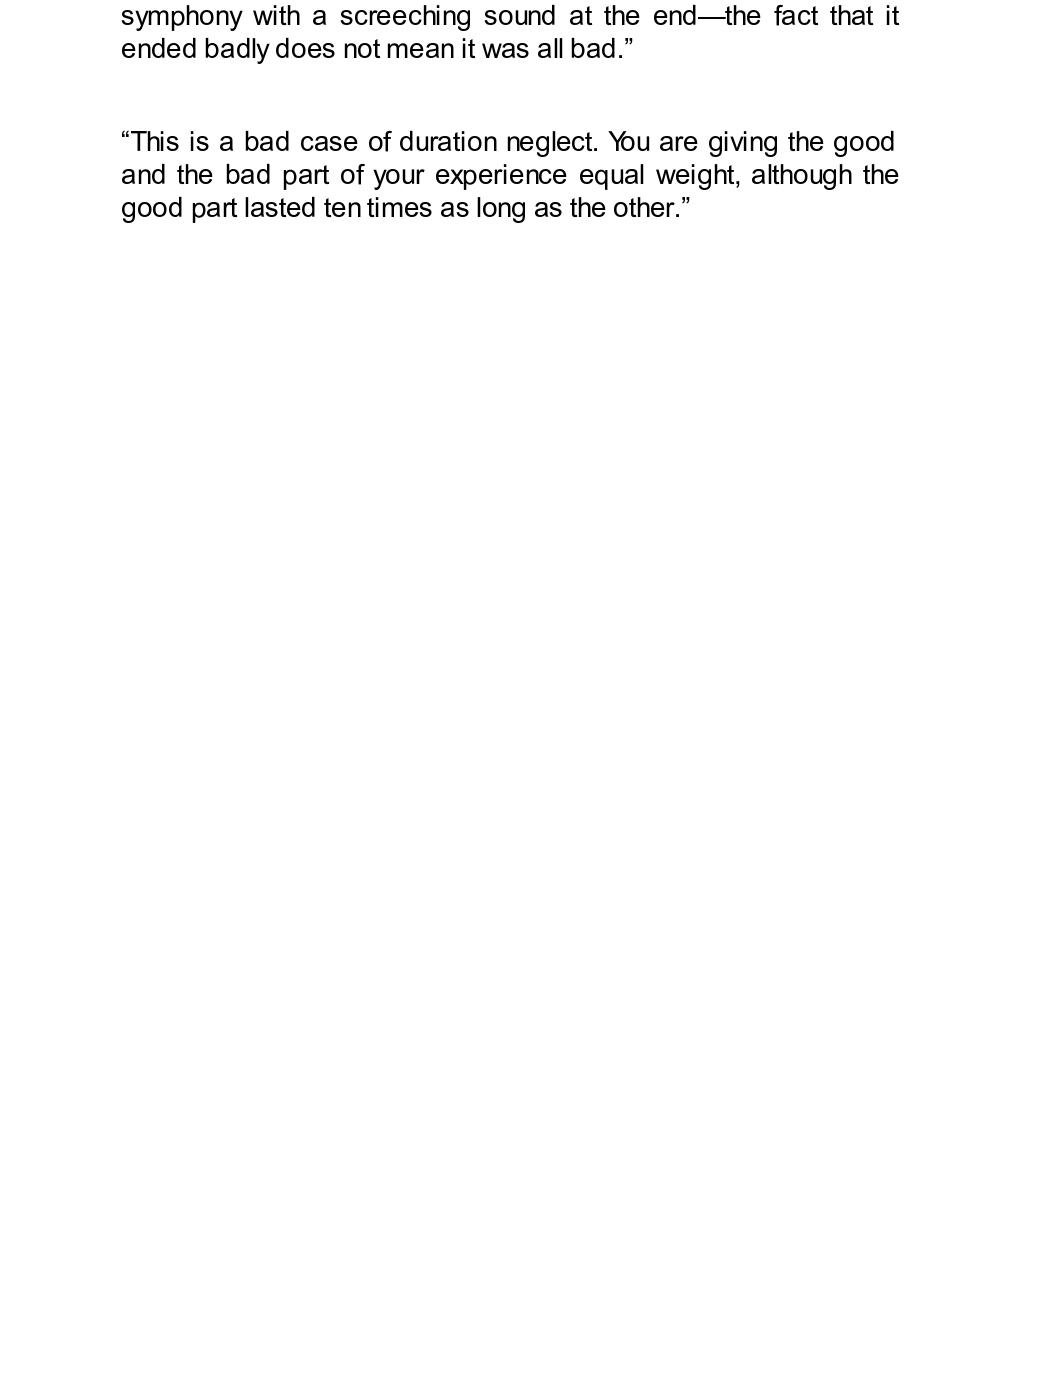 symphony with a screeching sound at the end—the fact that it
ended badly does not mean it was all bad.”
“This is a bad case of duration neglect. You are giving the good
and the bad part of your experience equal weight, although the
good part lasted ten times as long as the other.”